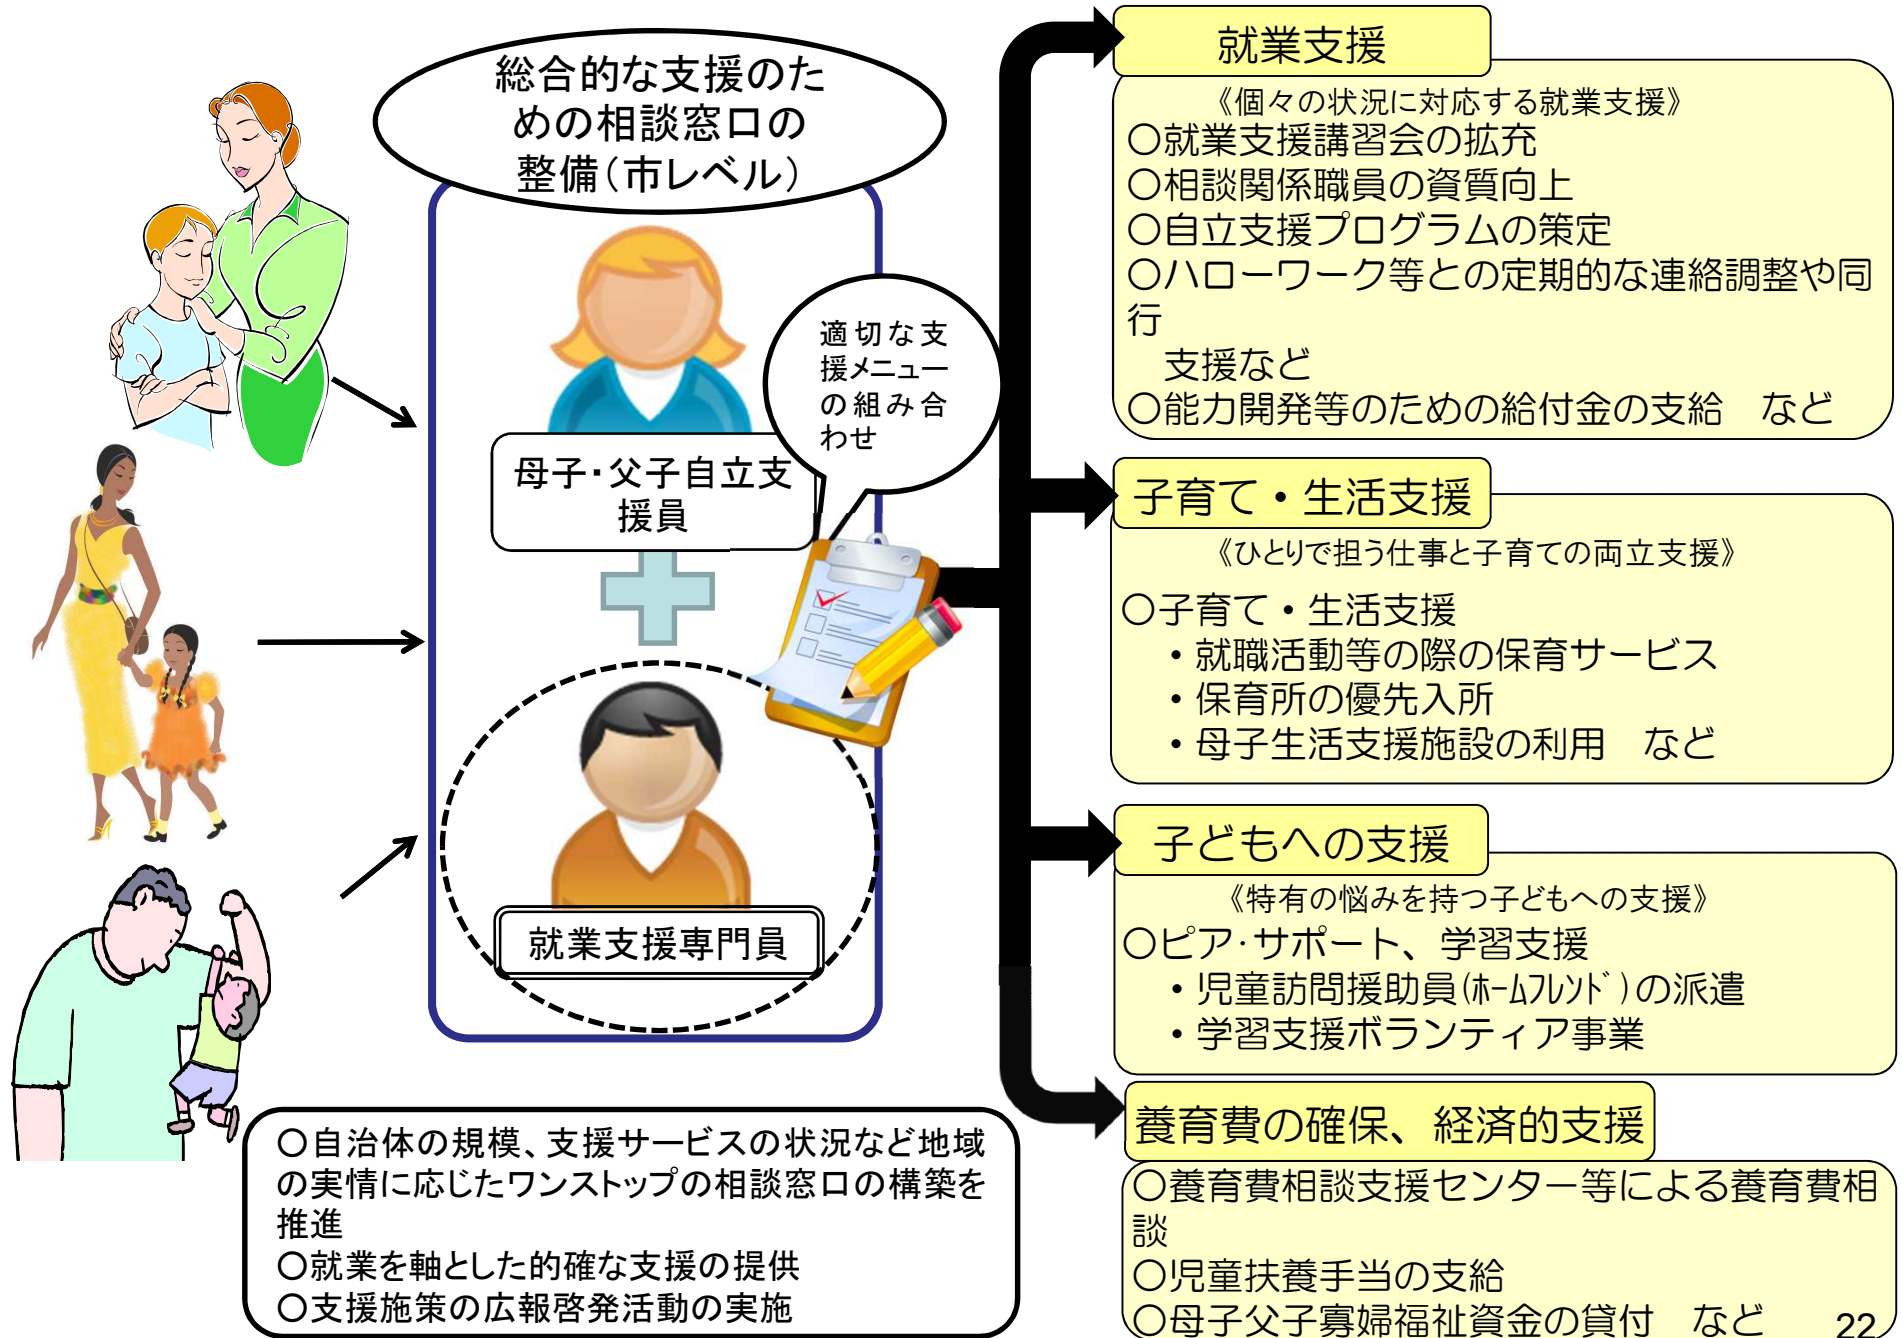 総合的な支援のた
めの相談窓口の
整備（市レベル）
母子・父子自立支
援員
適切な支
援メニュー
の組み合
わせ
就業支援専門員
○自治体の規模、支援サービスの状況など地域
の実情に応じたワンストップの相談窓口の構築を
推進
○就業を軸とした的確な支援の提供
○支援施策の広報啓発活動の実施
就業支援
《個々の状況に対応する就業支援》
○就業支援講習会の拡充
○相談関係職員の資質向上
○自立支援プログラムの策定
○ハローワーク等との定期的な連絡調整や同
行
支援など
○能力開発等のための給付金の支給　など
子育て・生活支援
《ひとりで担う仕事と子育ての両立支援》
○子育て・生活支援
・就職活動等の際の保育サービス
・保育所の優先入所
・母子生活支援施設の利用　など
子どもへの支援
《特有の悩みを持つ子どもへの支援》
○ピア･サポート、学習支援
・児童訪問援助員(ﾎｰﾑﾌﾚﾝﾄﾞ)の派遣
・学習支援ボランティア事業
養育費の確保、経済的支援
○養育費相談支援センター等による養育費相
談
○児童扶養手当の支給
○母子父子寡婦福祉資金の貸付　など
22